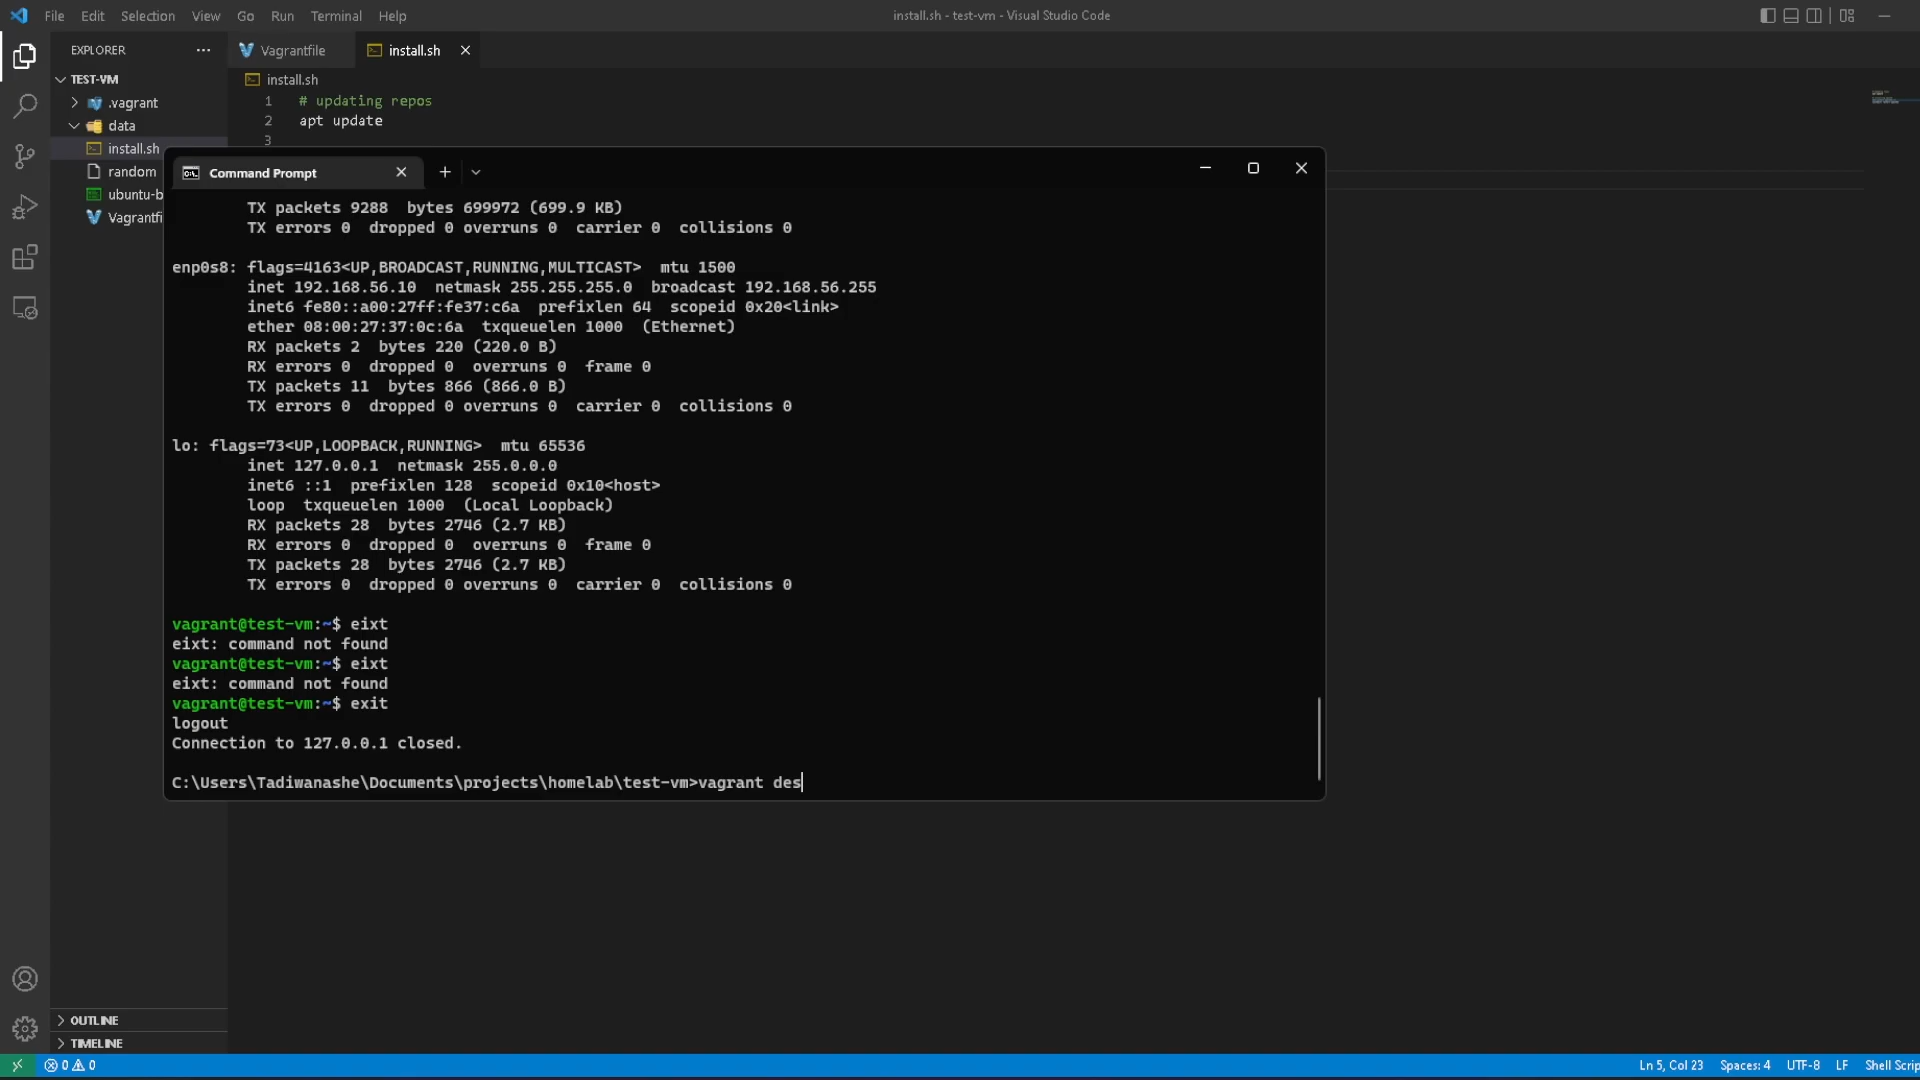 File Edit Selection View Go Run Terminal Help
install.sh - test-vm - Visual Studio Code
EXPLORER
Vagrantfile
install.sh
TEST-VM
install.sh
.vagrant
1 # updating repos
data
2 apt update
install.sh
3
random
ubuntu-b
Vagrantfi
Command Prompt
TX packets 9288  bytes 699972 (699.9 KB)
TX errors 0  dropped 0 overruns 0  carrier 0  collisions 0
enp0s8: flags=4163<UP,BROADCAST,RUNNING,MULTICAST>  mtu 1500
inet 192.168.56.10  netmask 255.255.255.0  broadcast 192.168.56.255
inet6 fe80::a00:27ff:fe37:c6a  prefixlen 64  scopeid 0x20<link>
ether 08:00:27:37:0c:6a  txqueuelen 1000  (Ethernet)
RX packets 2  bytes 220 (220.0 B)
RX errors 0  dropped 0  overruns 0  frame 0
TX packets 11  bytes 866 (866.0 B)
TX errors 0  dropped 0 overruns 0  carrier 0  collisions 0
lo: flags=73<UP,LOOPBACK,RUNNING>  mtu 65536
inet 127.0.0.1  netmask 255.0.0.0
inet6 ::1  prefixlen 128  scopeid 0x10<host>
loop  txqueuelen 1000  (Local Loopback)
RX packets 28  bytes 2746 (2.7 KB)
RX errors 0  dropped 0  overruns 0  frame 0
TX packets 28  bytes 2746 (2.7 KB)
TX errors 0  dropped 0 overruns 0  carrier 0  collisions 0
vagrant@test-vm:~$ eixt
eixt: command not found
vagrant@test-vm:~$ eixt
eixt: command not found
vagrant@test-vm:~$ exit
logout
Connection to 127.0.0.1 closed.
C:\Users\Tadiwanashe\Documents\projects\homelab\test-vm>vagrant des
OUTLINE
TIMELINE
0 0
Ln 5, Col 23 Spaces: 4 UTF-8 LF Shell Scrip